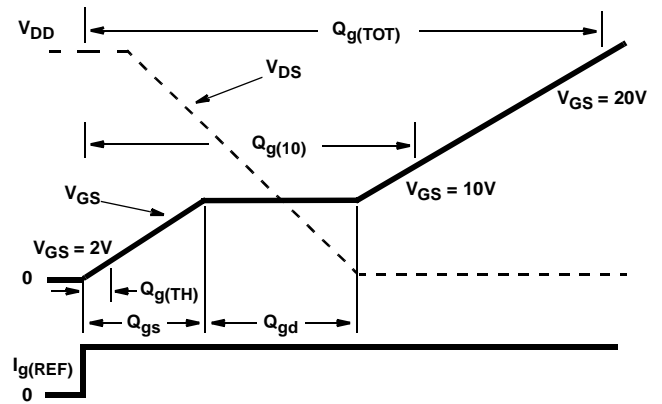 V_DD
Q_g(TOT)
V_DS
V_GS = 20V
Q_g(10)
V_GS
V_GS = 10V
V_GS = 2V
0
Q_g(TH)
Q_gs
Q_gd
I_g(REF)
0